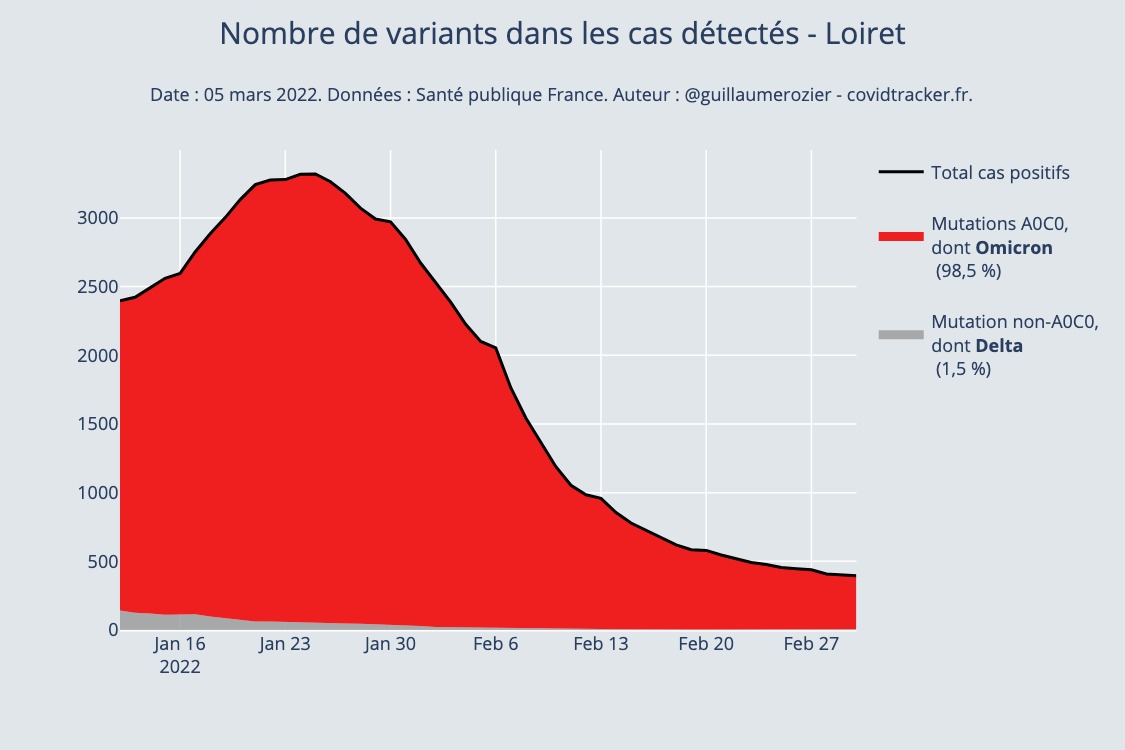 Nombre de variants dans les cas détectés - Loiret
Date : 05 mars 2022. Données : Santé publique France. Auteur : @guillaumerozier - covidtracker.fr.
Total cas positifs
Mutations A0C0,
dont Omicron
(98,5 %)
Mutation non-A0C0,
dont Delta
(1,5 %)
3000
2500
2000
1500
1000
500
0
Jan 16 Jan 23 Jan 30 Feb 6 Feb 13 Feb 20 Feb 27
2022